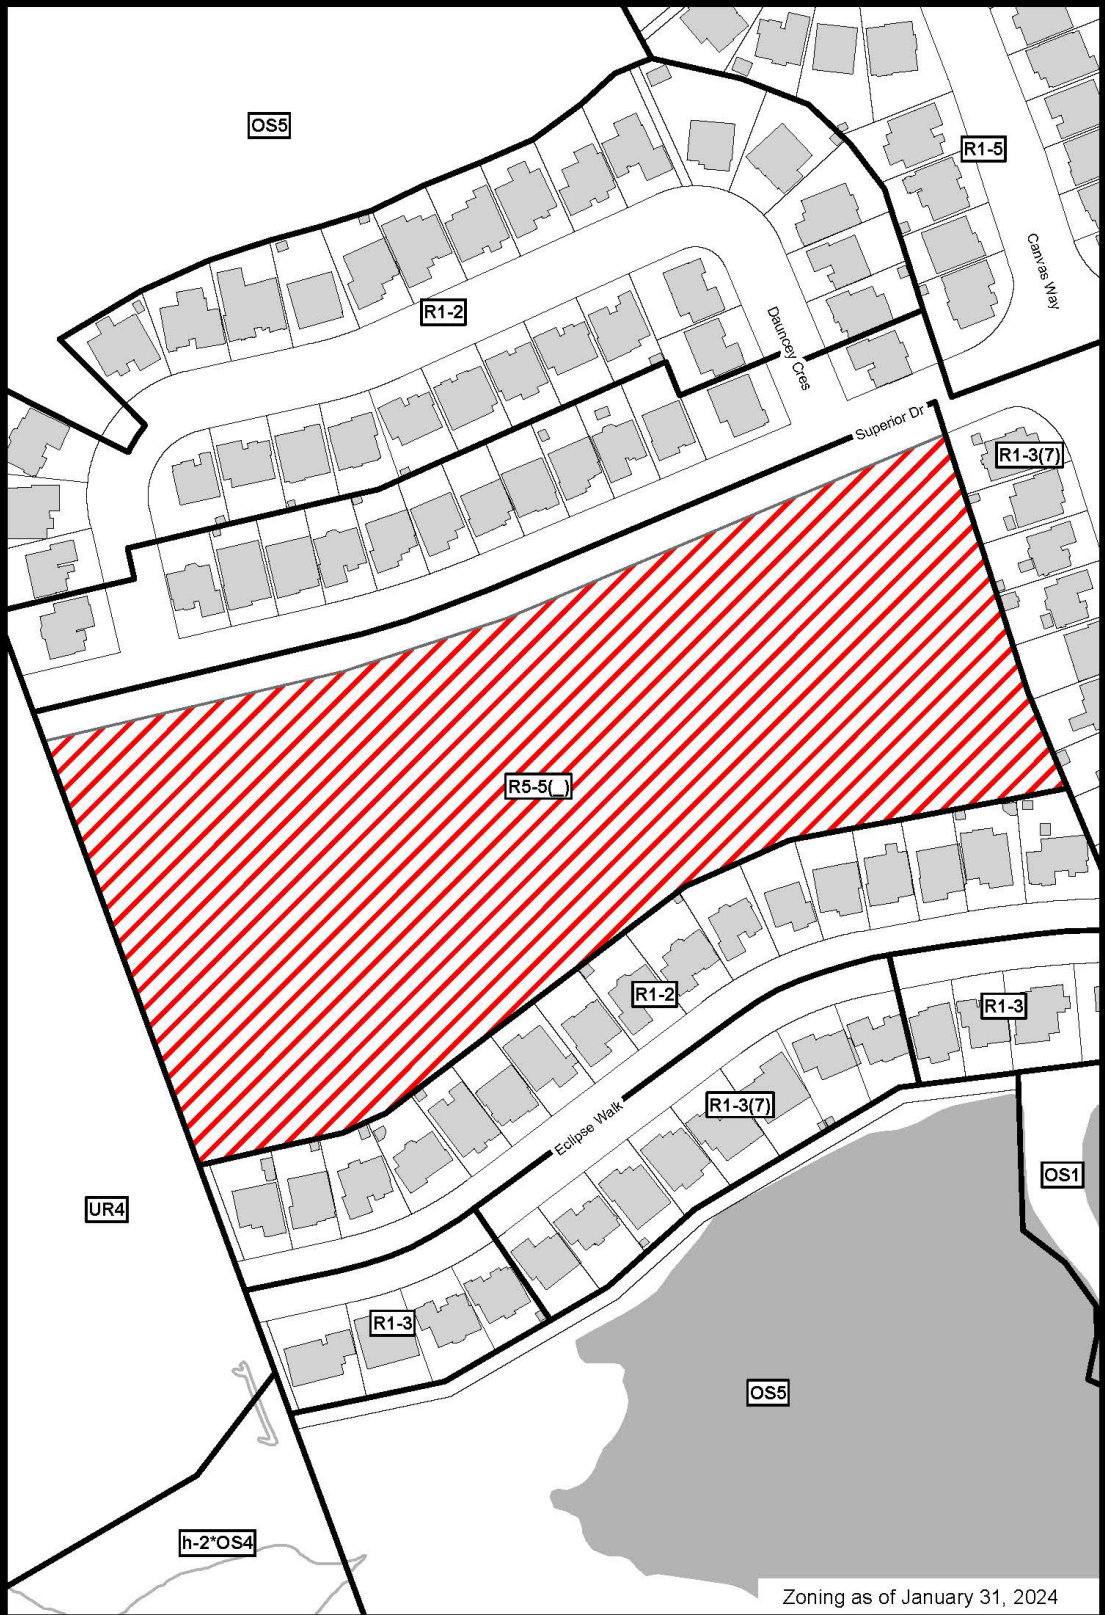 OS5
R1-5
Canvas Way
R1-2
Dauncey Cres
Superior Dr
R1-3(7)
R5-5(_)
R1-2
R1-3
R1-3(7)
Eclipse Walk
OS1
UR4
R1-3
OS5
h-2*OS4
Zoning as of January 31, 2024